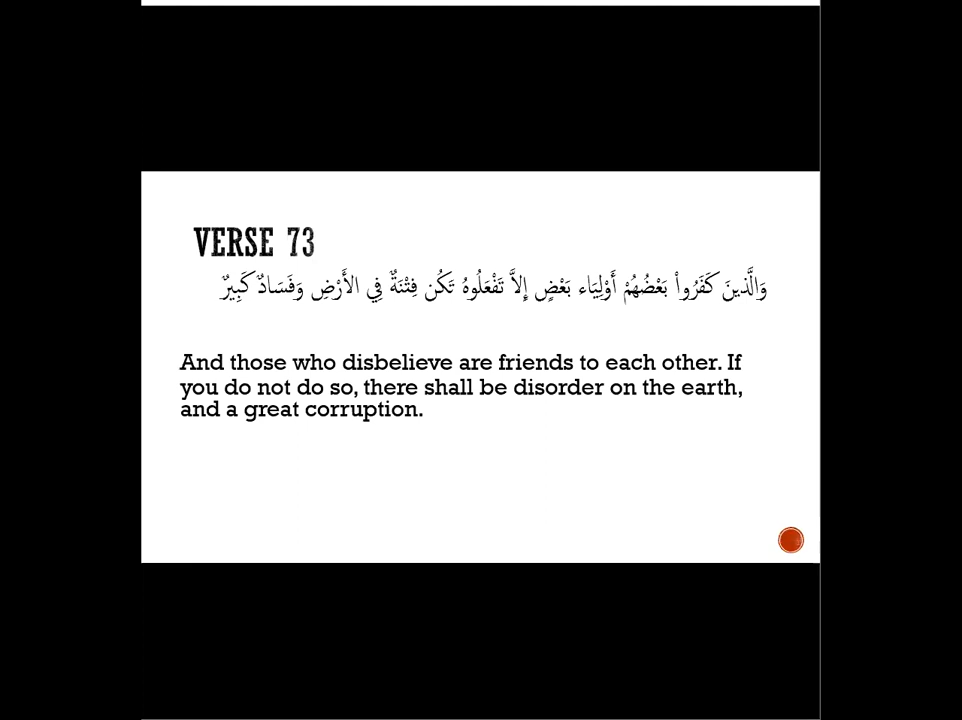 VERSE 73
وَالَّذينَ كَفَرُواْ بَعْضُهُمْ أَوْلِيَاء بَعْضٍ إِلاَّ تَفْعَلُوهُ تَكُن فِتْنَةٌ فِي الأَرْضِ وَفَسَادٌ كَبِيرٌ
And those who disbelieve are friends to each other. If
you do not do so, there shall be disorder on the earth,
and a great corruption.